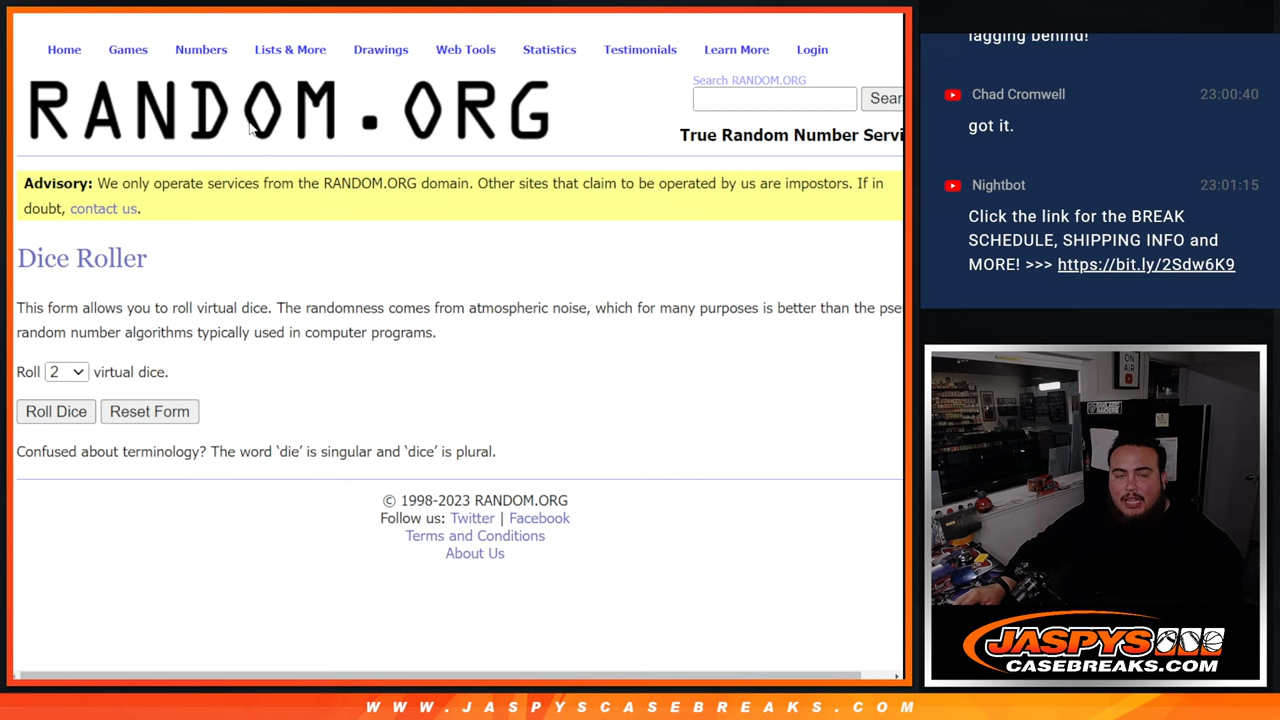 Home Games Numbers Lists & More Drawings Web Tools Statistics Testimonials Learn More Login
RANDOM.ORG
Search RANDOM.ORG
Sear
True Random Number Servi
Advisory: We only operate services from the RANDOM.ORG domain. Other sites that claim to be operated by us are impostors. If in
doubt, contact us.
Dice Roller
This form allows you to roll virtual dice. The randomness comes from atmospheric noise, which for many purposes is better than the pse
random number algorithms typically used in computer programs.
Roll 2 virtual dice.
Roll Dice Reset Form
Confused about terminology? The word ‘die’ is singular and ‘dice’ is plural.
© 1998-2023 RANDOM.ORG
Follow us: Twitter | Facebook
Terms and Conditions
About Us
lagging behind!
Chad Cromwell 23:00:40
got it.
Nightbot 23:01:15
Click the link for the BREAK
SCHEDULE, SHIPPING INFO and
MORE! >>> https://bit.ly/2Sdw6K9
ON
AIR
JASPYS
CASEBREAKS.COM
WWW.JASPYSCASEBREAKS.COM